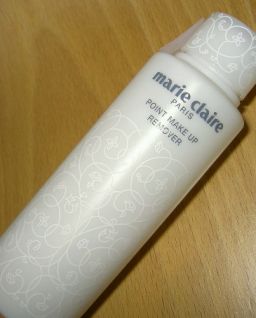 marie claire
PARIS
POINT MAKE UP
REMOVER